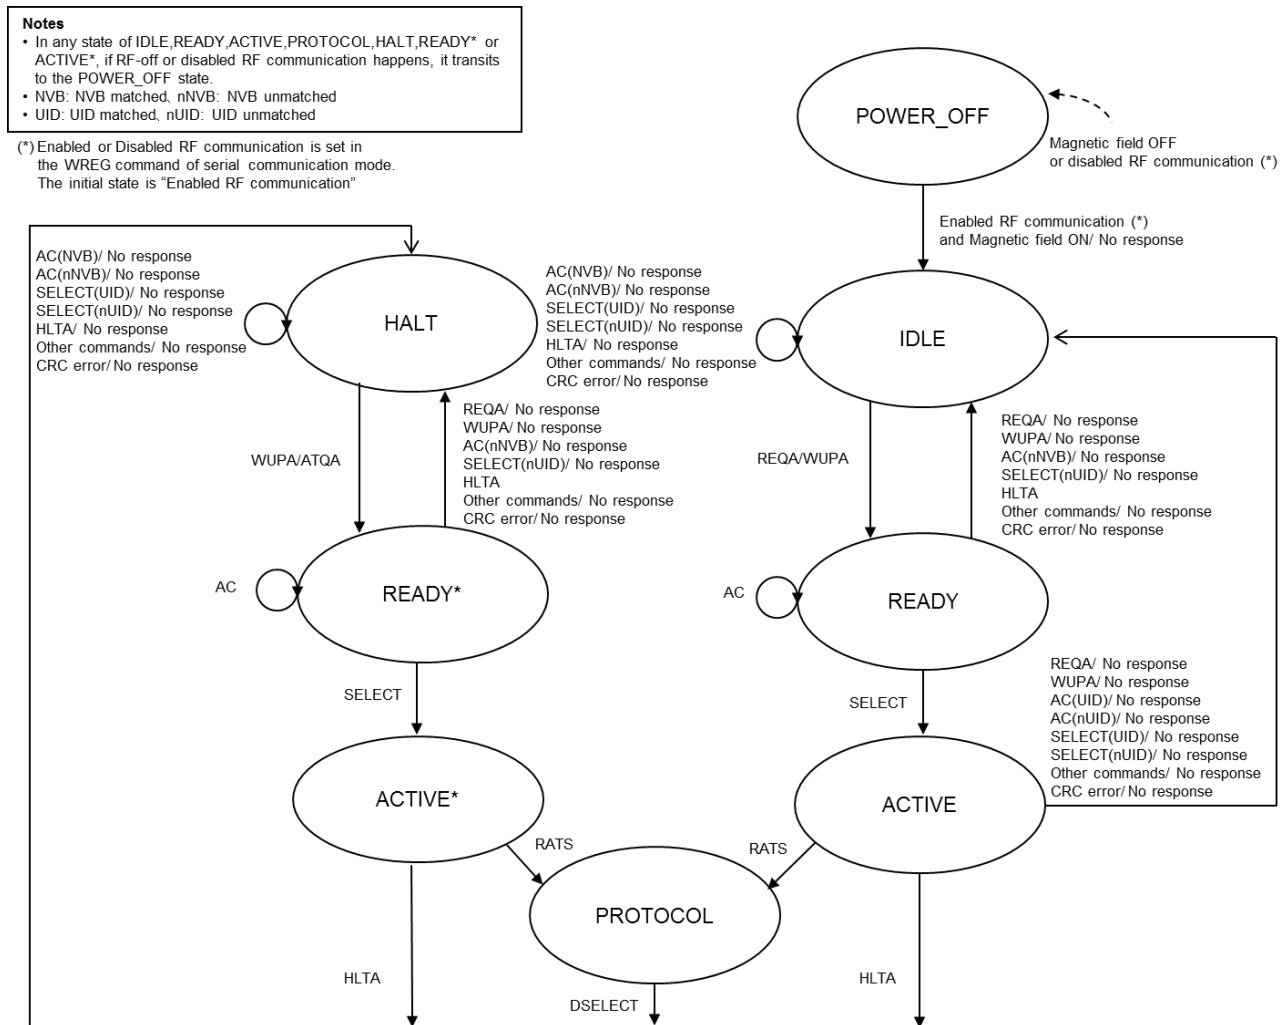 Notes
• In any state of IDLE,READY,ACTIVE,PROTOCOL,HALT,READY* or
ACTIVE*, if RF-off or disabled RF communication happens, it transits
to the POWER_OFF state.
• NVB: NVB matched、nNVB: NVB unmatched
• UID: UID matched、nUID: UID unmatched
(*) Enabled or Disabled RF communication is set in
the WREG command of serial communication mode.
The initial state is “Enabled RF communication”
POWER_OFF
Magnetic field OFF
or disabled RF communication (*)
Enabled RF communication (*)
and Magnetic field ON/ No response
AC(NVB)/ No response
AC(nNVB)/ No response
SELECT(UID)/ No response
SELECT(nUID)/ No response
HLTA/ No response
Other commands/ No response
CRC error/ No response
HALT
AC(NVB)/ No response
AC(nNVB)/ No response
SELECT(UID)/ No response
SELECT(nUID)/ No response
HLTA/ No response
Other commands/ No response
CRC error/ No response
IDLE
WUPA/ATQA
REQA/ No response
WUPA/ No response
AC(nNVB)/ No response
SELECT(nUID)/ No response
HLTA
Other commands/ No response
CRC error/ No response
REQA/WUPA
REQA/ No response
WUPA/ No response
AC(nNVB)/ No response
SELECT(nUID)/ No response
HLTA
Other commands/ No response
CRC error/ No response
AC
READY*
AC
READY
SELECT
SELECT
REQA/ No response
WUPA/ No response
AC(UID)/ No response
AC(nUID)/ No response
SELECT(UID)/ No response
SELECT(nUID)/ No response
Other commands/ No response
CRC error/ No response
ACTIVE*
ACTIVE
RATS
RATS
PROTOCOL
HLTA
DSELECT
HLTA